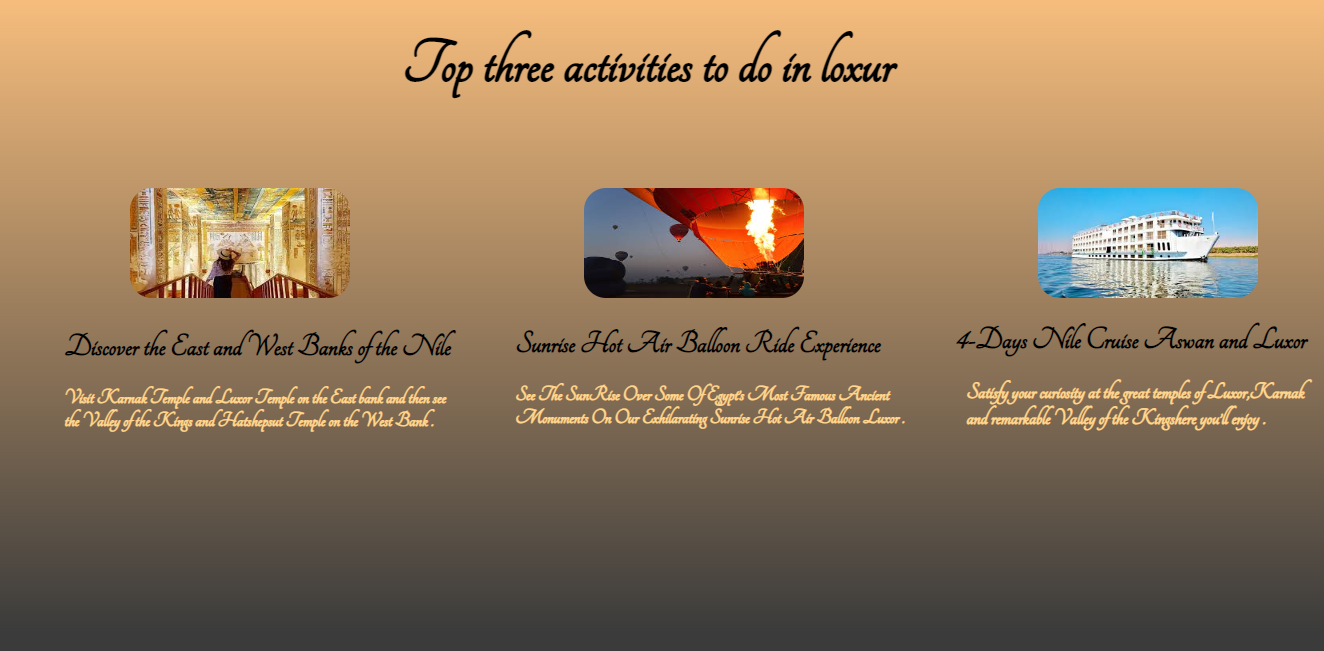 Top three activities to do in loxur
Discover the East and West Banks of the Nile
Visit Karnak Temple and Luxor Temple on the East bank and then see
the Valley of the Kings and Hatshepsut Temple on the West Bank .
Sunrise Hot Air Balloon Ride Experience
See The SunRise Over Some Of Egypt's Most Famous Ancient
Monuments On Our Exhilarating Sunrise Hot Air Balloon Luxor .
4-Days Nile Cruise Aswan and Luxor
Satisfy your curiosity at the great temples of Luxor,Karnak
and remarkable Valley of the Kingshere you'll enjoy .